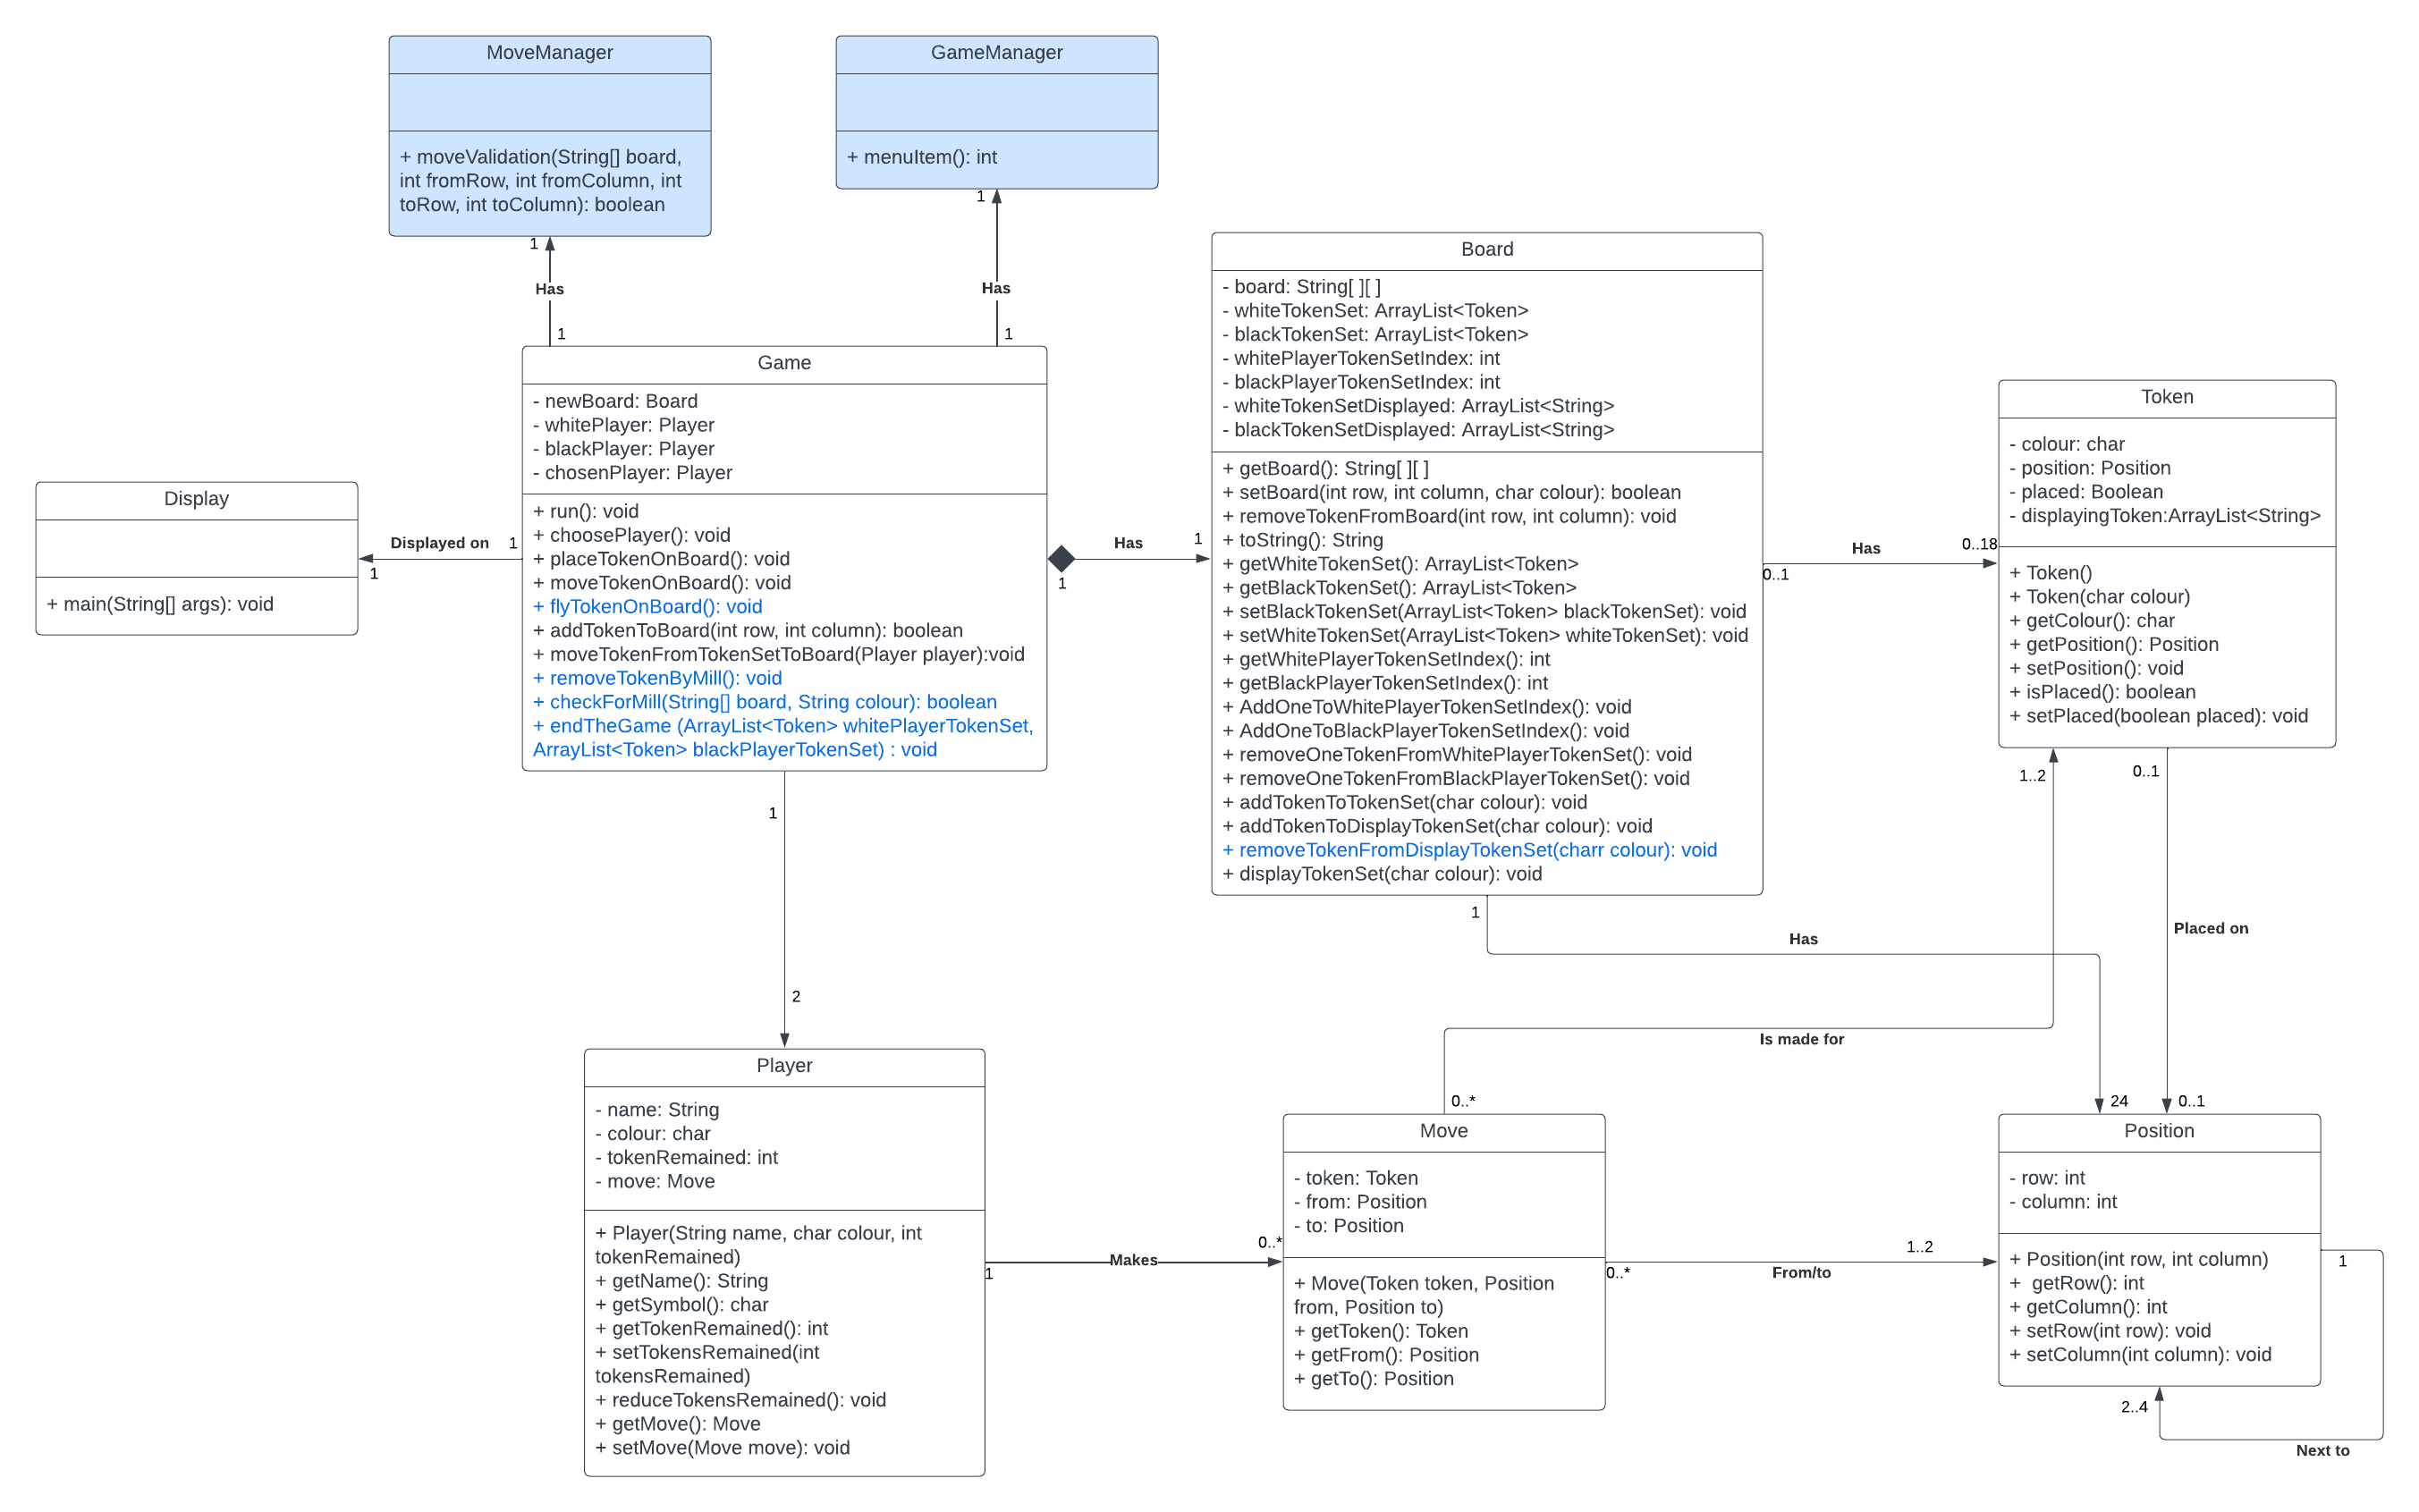 MoveManager
+ moveValidation(String[] board,
int fromRow, int fromColumn, int
toRow, int toColumn): boolean
GameManager
+ menuItem(): int
1
Has
1
1
Has
1
Display
+ main(String[] args): void
Displayed on
1
1
Game
- newBoard: Board
- whitePlayer: Player
- blackPlayer: Player
- chosenPlayer: Player
+ run(): void
+ choosePlayer(): void
+ placeTokenOnBoard(): void
+ moveTokenOnBoard(): void
+ flyTokenOnBoard(): void
+ addTokenToBoard(int row, int column): boolean
+ moveTokenFromTokenSetToBoard(Player player):void
+ removeTokenByMill(): void
+ checkForMill(String[] board, String colour): boolean
+ endTheGame (ArrayList<Token> whitePlayerTokenSet,
ArrayList<Token> blackPlayerTokenSet) : void
Has
1
1
Board
- board: String[ ][ ]
- whiteTokenSet: ArrayList<Token>
- blackTokenSet: ArrayList<Token>
- whitePlayerTokenSetIndex: int
- blackPlayerTokenSetIndex: int
- whiteTokenSetDisplayed: ArrayList<String>
- blackTokenSetDisplayed: ArrayList<String>
+ getBoard(): String[ ][ ]
+ setBoard(int row, int column, char colour): boolean
+ removeTokenFromBoard(int row, int column): void
+ toString(): String
+ getWhiteTokenSet(): ArrayList<Token>
+ getBlackTokenSet(): ArrayList<Token>
+ setBlackTokenSet(ArrayList<Token> blackTokenSet): void
+ setWhiteTokenSet(ArrayList<Token> whiteTokenSet): void
+ getWhitePlayerTokenSetIndex(): int
+ getBlackPlayerTokenSetIndex(): int
+ AddOneToWhitePlayerTokenSetIndex(): void
+ AddOneToBlackPlayerTokenSetIndex(): void
+ removeOneTokenFromWhitePlayerTokenSet(): void
+ removeOneTokenFromBlackPlayerTokenSet(): void
+ addTokenToTokenSet(char colour): void
+ addTokenToDisplayTokenSet(char colour): void
+ removeTokenFromDisplayTokenSet(charr colour): void
+ displayTokenSet(char colour): void
Has
0..18
0..1
Token
- colour: char
- position: Position
- placed: Boolean
- displayingToken:ArrayList<String>
+ Token()
+ Token(char colour)
+ getColour(): char
+ getPosition(): Position
+ setPosition(): void
+ isPlaced(): boolean
+ setPlaced(boolean placed): void
1
2
1
Has
24
1..2
Is made for
0..*
0..1
Placed on
0..1
Player
- name: String
- colour: char
- tokenRemained: int
- move: Move
+ Player(String name, char colour, int
tokenRemained)
+ getName(): String
+ getSymbol(): char
+ getTokenRemained(): int
+ setTokensRemained(int
tokensRemained)
+ reduceTokensRemained(): void
+ getMove(): Move
+ setMove(Move move): void
1
Makes
0..*
Move
- token: Token
- from: Position
- to: Position
+ Move(Token token, Position
from, Position to)
+ getToken(): Token
+ getFrom(): Position
+ getTo(): Position
0..*
From/to
1..2
Position
- row: int
- column: int
+ Position(int row, int column)
+  getRow(): int
+ getColumn(): int
+ setRow(int row): void
+ setColumn(int column): void
1
2..4
Next to